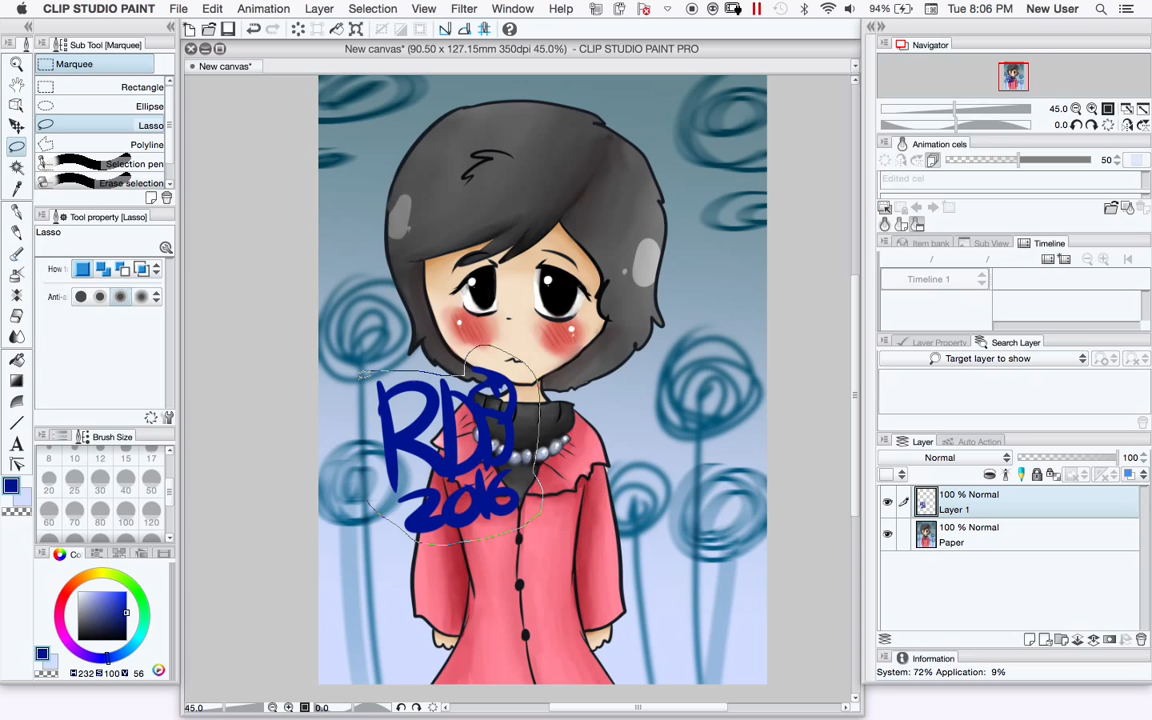 CLIP STUDIO PAINT File Edit Animation Layer Selection View Filter Window Help 94% Tue 8:06 PM New User
New canvas* (90.50 x 127.15mm 350dpi 45.0%) - CLIP STUDIO PAINT PRO
New canvas*
Sub Tool [Marquee]
Marquee
Rectangle
Ellipse
Lasso
Polyline
Selection pen
Erase selection
Tool property [Lasso]
Lasso
How t
Anti-a
Brush Size
8 10 12 15 17
20 25 30 40 50
60 70 80 100 120
Co
H 232 S 100 V 56
2016
45.0 0.0
Navigator
45.0
0.0
Animation cels
50
Edited cel
Item bank Sub View Timeline
/ /
Timeline 1
Layer Property Search Layer
Target layer to show
Layer Auto Action
Normal 100
100 % Normal
Layer 1
100 % Normal
Paper
Information
System: 72% Application: 9%